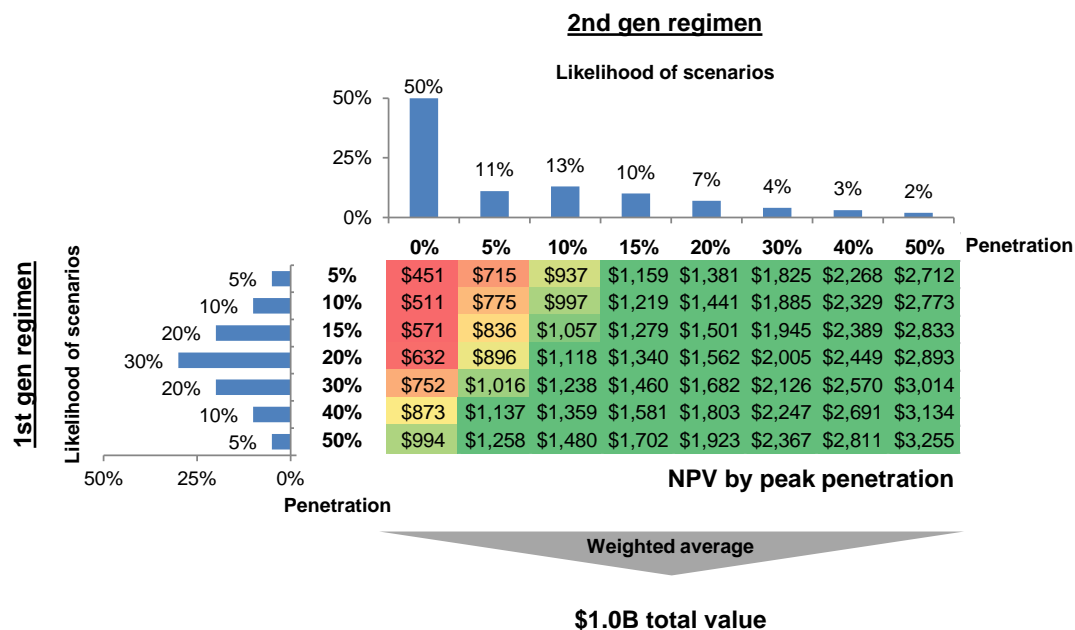 2nd gen regimen
Likelihood of scenarios
50%
50%
11%
13%
10%
7%
4%
3%
2%
25%
0%
0% 5% 10% 15% 20% 30% 40% 50% Penetration
1st gen regimen
Likelihood of scenarios
5% 5% $451 $715 $937 $1,159 $1,381 $1,825 $2,268 $2,712
10% 10% $511 $775 $997 $1,219 $1,441 $1,885 $2,329 $2,773
20% 15% $571 $836 $1,057 $1,279 $1,501 $1,945 $2,389 $2,833
30% 20% $632 $896 $1,118 $1,340 $1,562 $2,005 $2,449 $2,893
20% 30% $752 $1,016 $1,238 $1,460 $1,682 $2,126 $2,570 $3,014
10% 40% $873 $1,137 $1,359 $1,581 $1,803 $2,247 $2,691 $3,134
5% 50% $994 $1,258 $1,480 $1,702 $1,923 $2,367 $2,811 $3,255
50% 25% 0%
Penetration
NPV by peak penetration
Weighted average
$1.0B total value